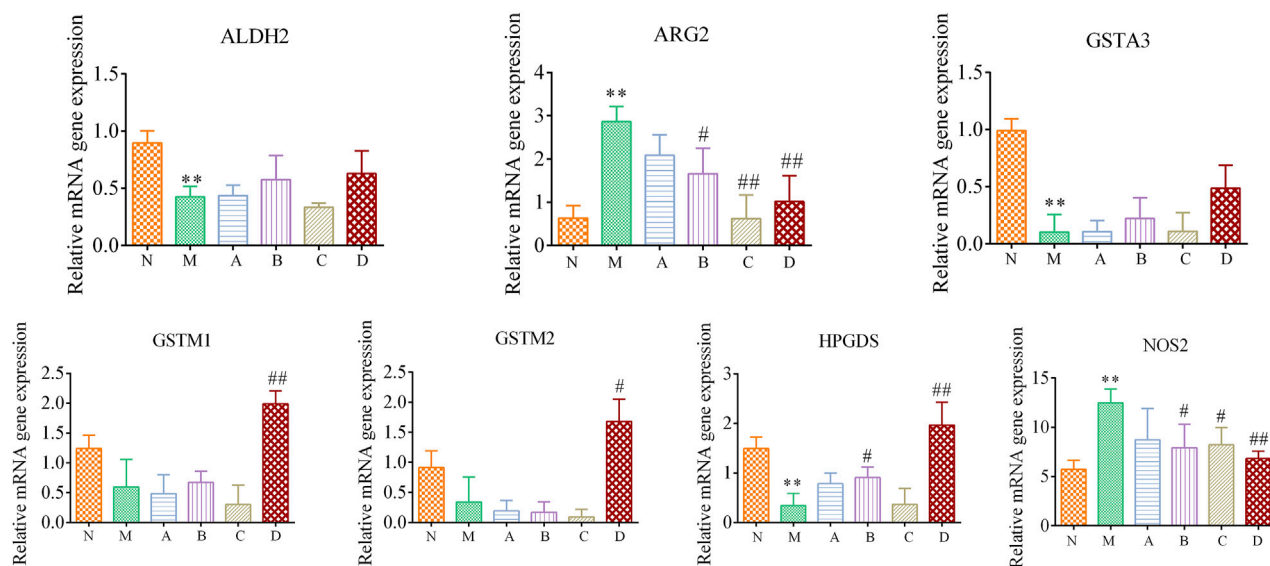 ALDH2
Relative mRNA gene expression
1.5
1.0
0.5
0.0
**
N M A B C D
ARG2
Relative mRNA gene expression
4
3
2
1
0
**
#
##
##
N M A B C D
GSTA3
Relative mRNA gene expression
1.5
1.0
0.5
0.0
**
N M A B C D
GSTM1
Relative mRNA gene expression
2.5
2.0
1.5
1.0
0.5
0.0
##
N M A B C D
GSTM2
Relative mRNA gene expression
2.5
2.0
1.5
1.0
0.5
0.0
#
N M A B C D
HPGDS
Relative mRNA gene expression
3
2
1
0
**
#
##
N M A B C D
NOS2
Relative mRNA gene expression
15
10
5
0
**
#
#
##
N M A B C D